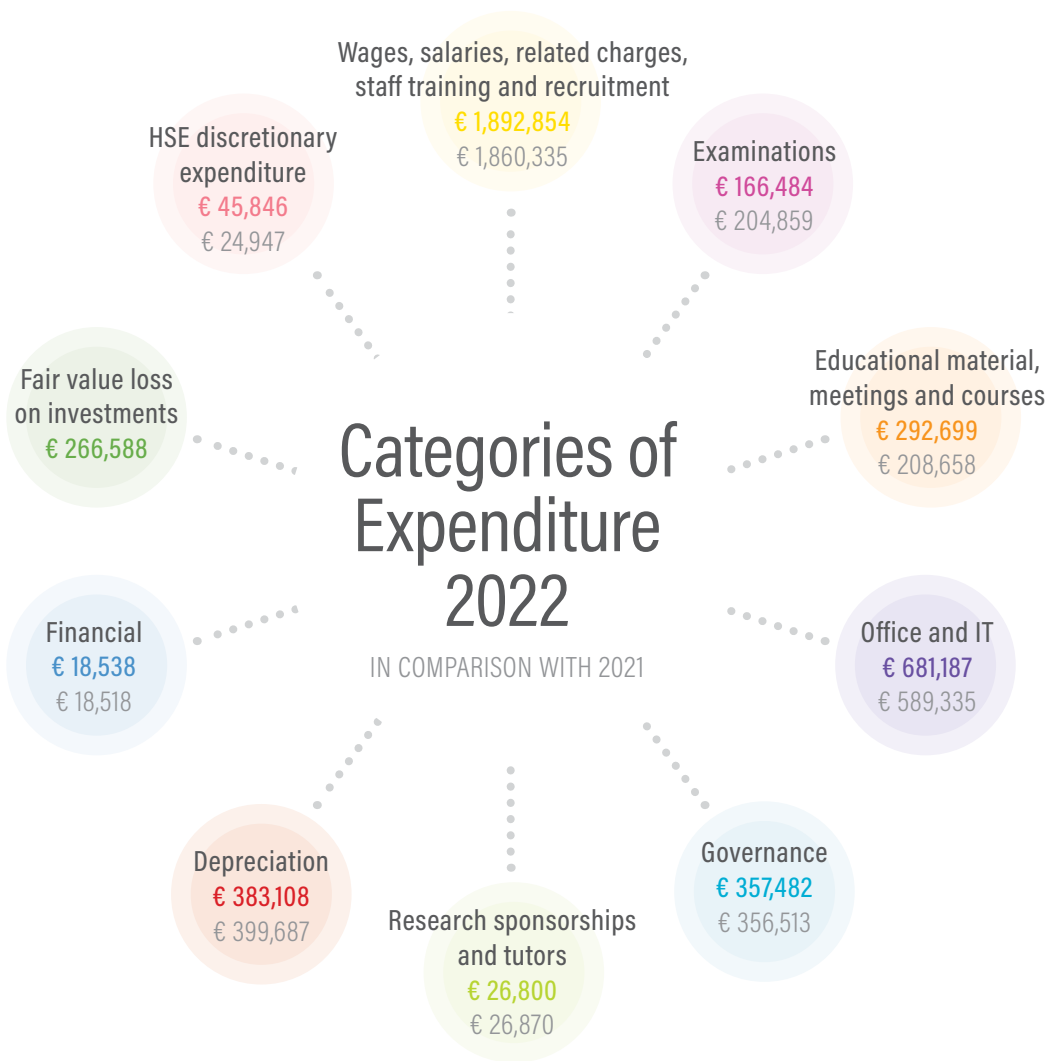 Wages, salaries, related charges,
staff training and recruitment
€ 1,892,854
€ 1,860,335
Examinations
€ 166,484
€ 204,859
Educational material,
meetings and courses
€ 292,699
€ 208,658
Office and IT
€ 681,187
€ 589,335
Governance
€ 357,482
€ 356,513
Research sponsorships
and tutors
€ 26,800
€ 26,870
Depreciation
€ 383,108
€ 399,687
Financial
€ 18,538
€ 18,518
Fair value loss
on investments
€ 266,588
HSE discretionary
expenditure
€ 45,846
€ 24,947
Categories of
Expenditure
2022
IN COMPARISON WITH 2021